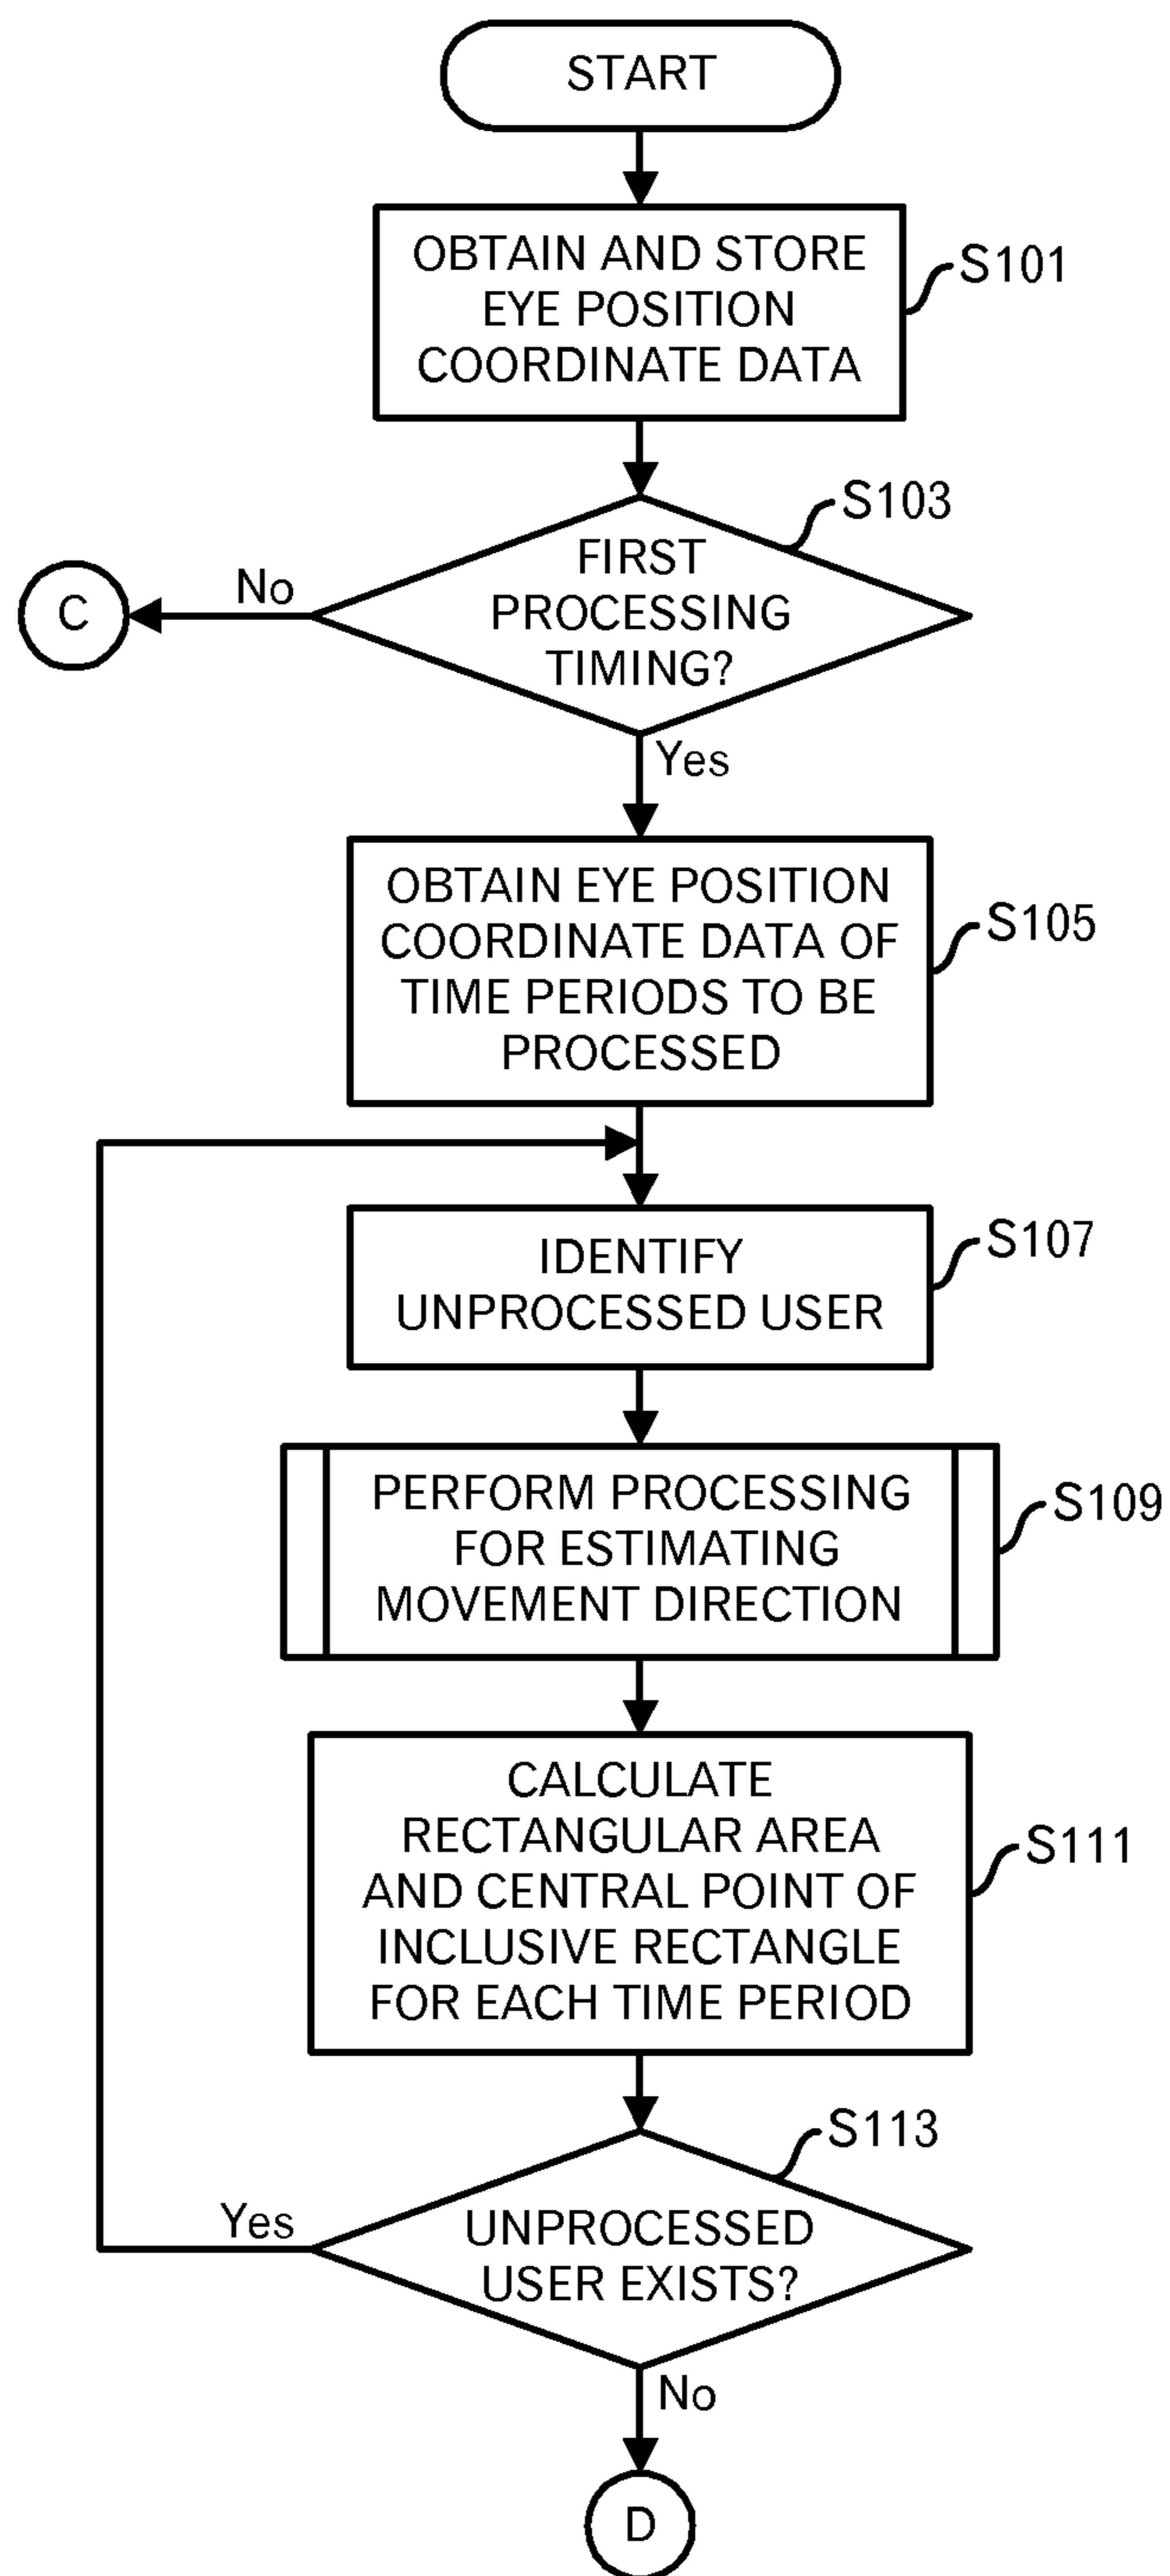 START
OBTAIN AND STORE
EYE POSITION
COORDINATE DATA
S101
S103
FIRST
PROCESSING
TIMING?
No
C
Yes
OBTAIN EYE POSITION
COORDINATE DATA OF
TIME PERIODS TO BE
PROCESSED
S105
IDENTIFY
UNPROCESSED USER
S107
PERFORM PROCESSING
FOR ESTIMATING
MOVEMENT DIRECTION
S109
CALCULATE
RECTANGULAR AREA
AND CENTRAL POINT OF
INCLUSIVE RECTANGLE
FOR EACH TIME PERIOD
S111
S113
UNPROCESSED
USER EXISTS?
Yes
No
D